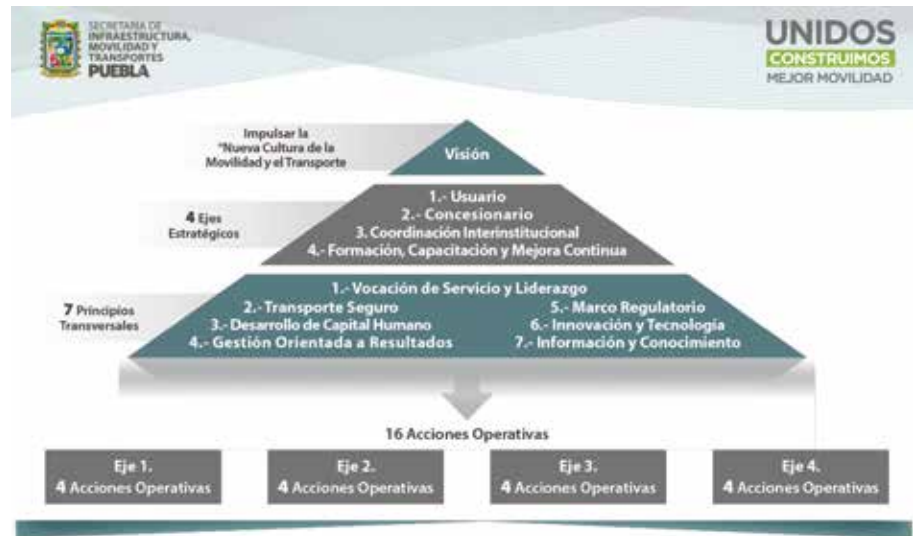 SECRETARÍA DE
INFRAESTRUCTURA,
MOVILIDAD Y
TRANSPORTES
PUEBLA
UNIDOS
CONSTRUIMOS
MEJOR MOVILIDAD
Impulsar la
"Nueva Cultura de la
Movilidad y el Transporte
Visión
4 Ejes
Estratégicos
1.- Usuario
2.- Concesionario
3. Coordinación Interinstitucional
4.- Formación, Capacitación y Mejora Continua
7 Principios
Transversales
1.- Vocación de Servicio y Liderazgo
2.- Transporte Seguro
3.- Desarrollo de Capital Humano
4.- Gestión Orientada a Resultados
5.- Marco Regulatorio
6.- Innovación y Tecnología
7.- Información y Conocimiento
16 Acciones Operativas
Eje 1.
4 Acciones Operativas
Eje 2.
4 Acciones Operativas
Eje 3.
4 Acciones Operativas
Eje 4.
4 Acciones Operativas